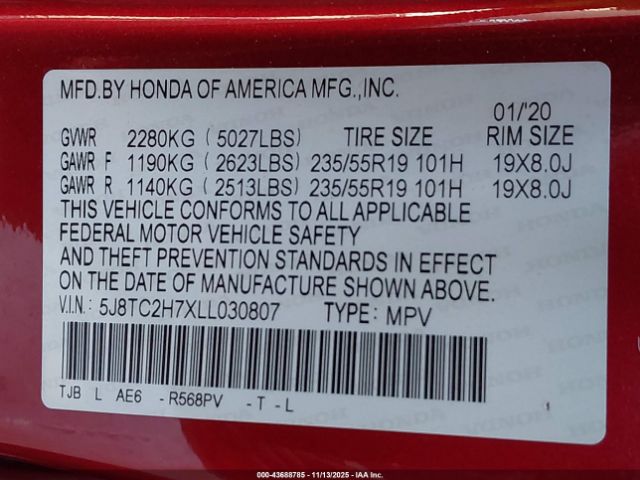 MFD.BY HONDA OF AMERICA MFG.,INC.
01/'20
GVWR 2280KG ( 5027LBS) TIRE SIZE RIM SIZE
GAWR F 1190KG ( 2623LBS) 235/55R19 101H 19X8.0J
GAWR R 1140KG ( 2513LBS) 235/55R19 101H 19X8.0J
THIS VEHICLE CONFORMS TO ALL APPLICABLE
FEDERAL MOTOR VEHICLE SAFETY
AND THEFT PREVENTION STANDARDS IN EFFECT
ON THE DATE OF MANUFACTURE SHOWN ABOVE.
V.I.N.: 5J8TC2H7XLL030807 TYPE: MPV
TJB L AE6 - R568PV - T - L 1
000-43688785 - 11/13/2025 - IAA Inc.